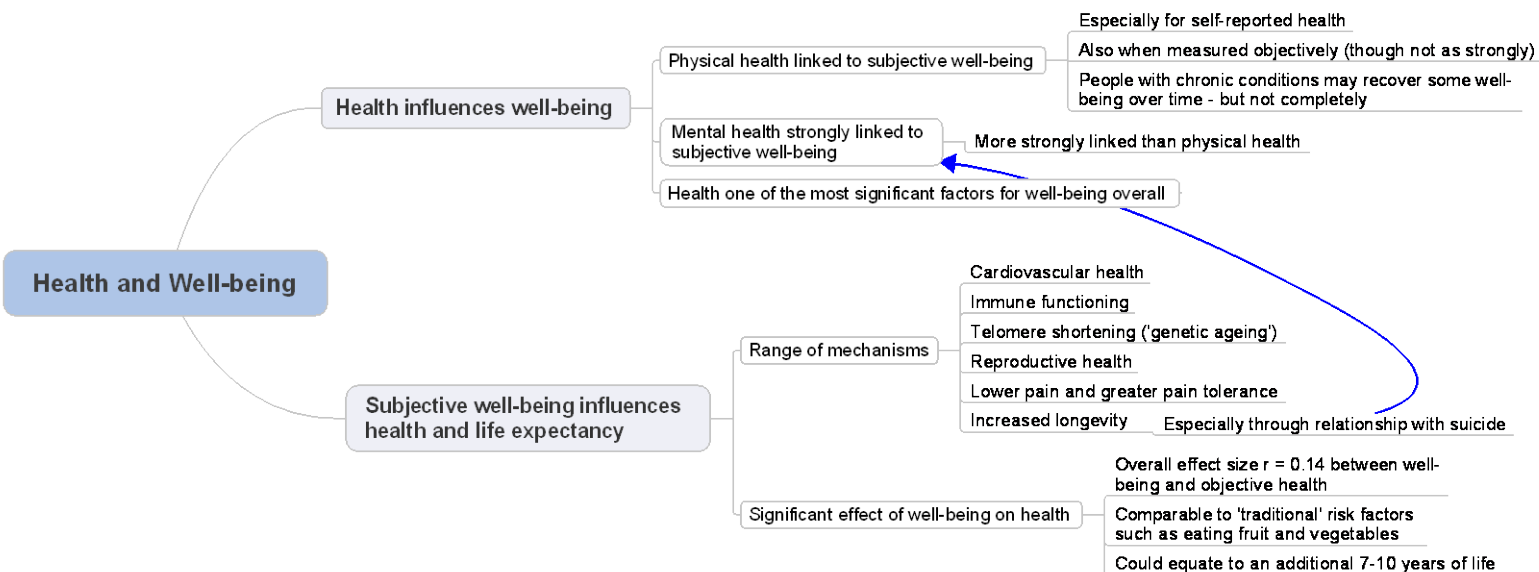 Health and Well-being
Health influences well-being
Physical health linked to subjective well-being
Especially for self-reported health
Also when measured objectively (though not as strongly)
People with chronic conditions may recover some well-
being over time - but not completely
Mental health strongly linked to
subjective well-being
More strongly linked than physical health
Health one of the most significant factors for well-being overall
Subjective well-being influences
health and life expectancy
Range of mechanisms
Cardiovascular health
Immune functioning
Telomere shortening ('genetic ageing')
Reproductive health
Lower pain and greater pain tolerance
Increased longevity
Especially through relationship with suicide
Significant effect of well-being on health
Overall effect size r = 0.14 between well-
being and objective health
Comparable to 'traditional' risk factors
such as eating fruit and vegetables
Could equate to an additional 7-10 years of life